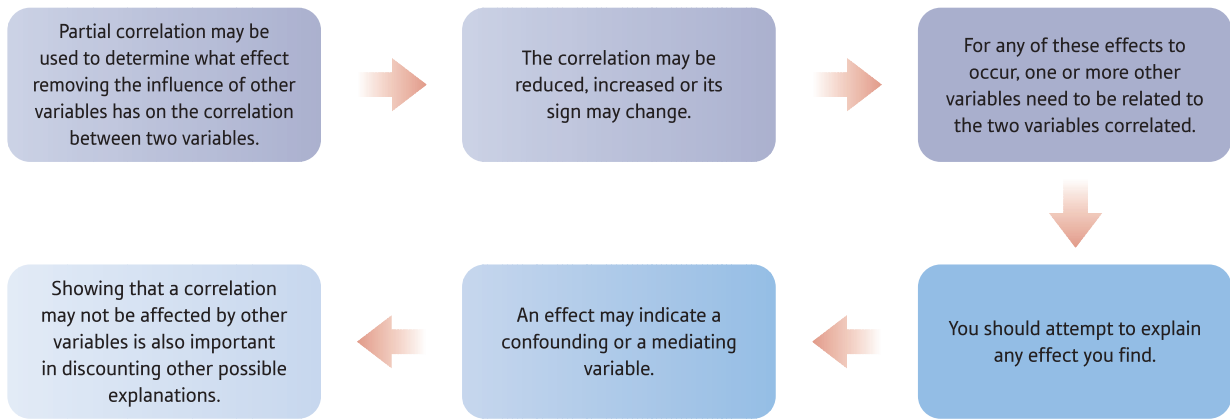 Partial correlation may be
used to determine what effect
removing the influence of other
variables has on the correlation
between two variables.
The correlation may be
reduced, increased or its
sign may change.
For any of these effects to
occur, one or more other
variables need to be related to
the two variables correlated.
You should attempt to explain
any effect you find.
An effect may indicate a
confounding or a mediating
variable.
Showing that a correlation
may not be affected by other
variables is also important
in discounting other possible
explanations.